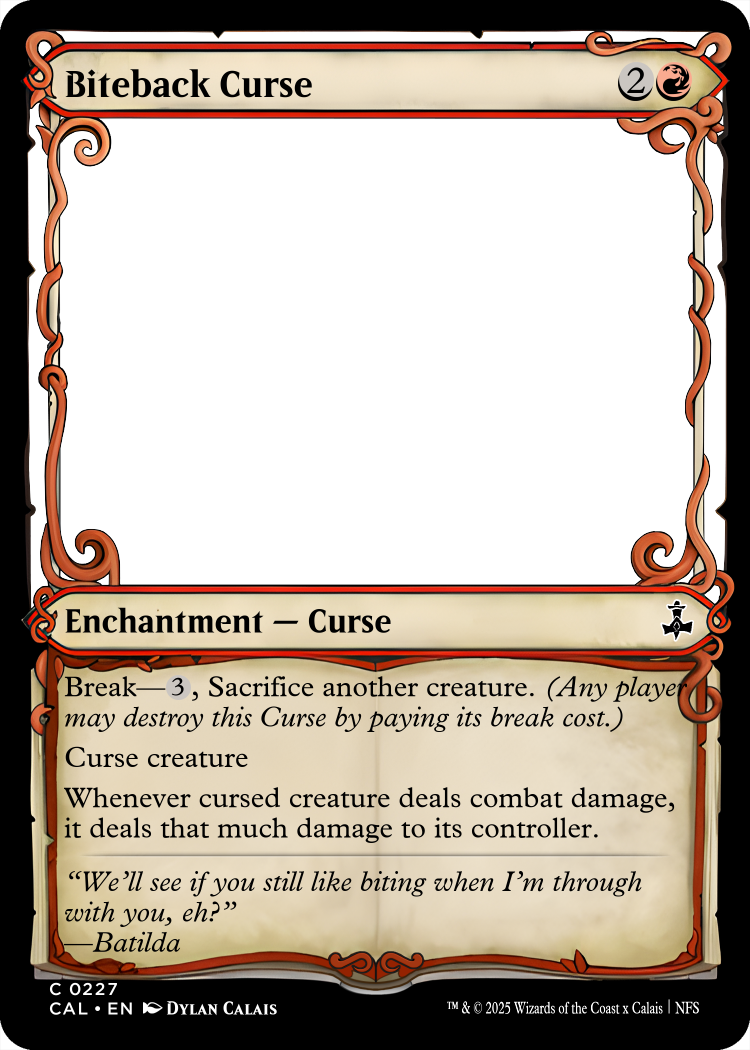 Biteback Curse 2
Enchantment — Curse
Break—3, Sacrifice another creature. (Any player
may destroy this Curse by paying its break cost.)
Curse creature
Whenever cursed creature deals combat damage,
it deals that much damage to its controller.
“We’ll see if you still like biting when I’m through
with you, eh?”
—Batilda
C 0227
CAL • EN DYLAN CALAIS
™ & © 2025 Wizards of the Coast x Calais | NFS